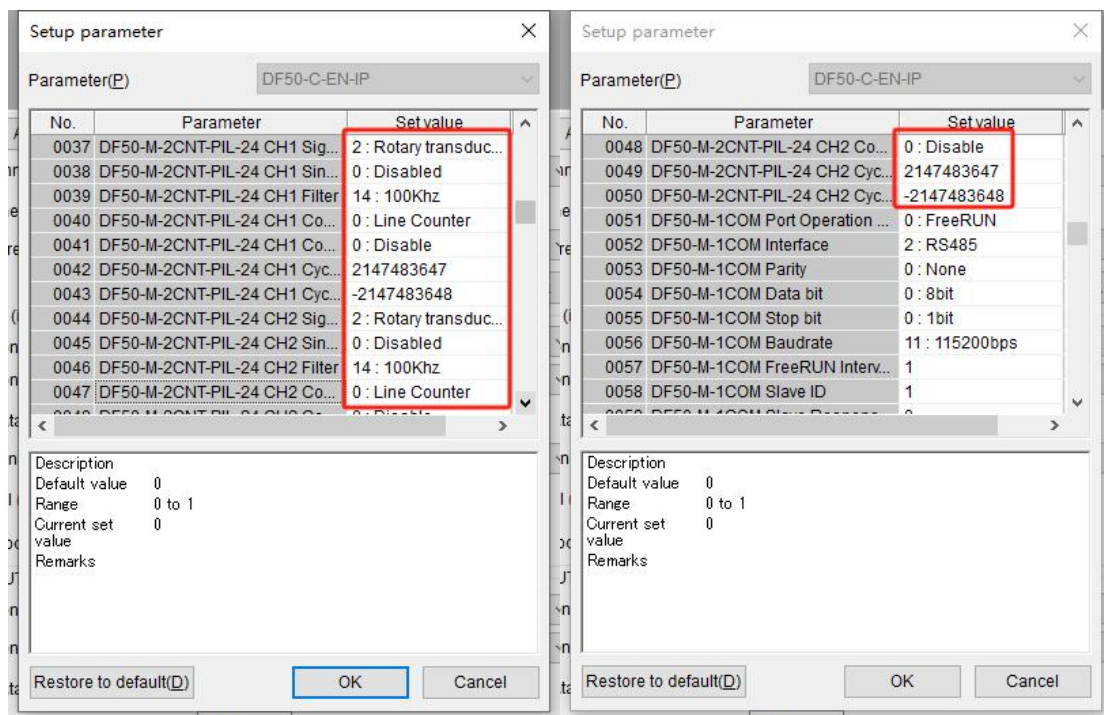 Setup parameter
Parameter(P) DF50-C-EN-IP
No. Parameter Set value
0037 DF50-M-2CNT-PIL-24 CH1 Sig... 2 : Rotary transduc...
0038 DF50-M-2CNT-PIL-24 CH1 Sin... 0 : Disabled
0039 DF50-M-2CNT-PIL-24 CH1 Filter 14 : 100Khz
0040 DF50-M-2CNT-PIL-24 CH1 Co... 0 : Line Counter
0041 DF50-M-2CNT-PIL-24 CH1 Co... 0 : Disable
0042 DF50-M-2CNT-PIL-24 CH1 Cyc... 2147483647
0043 DF50-M-2CNT-PIL-24 CH1 Cyc... -2147483648
0044 DF50-M-2CNT-PIL-24 CH2 Sig... 2 : Rotary transduc...
0045 DF50-M-2CNT-PIL-24 CH2 Sin... 0 : Disabled
0046 DF50-M-2CNT-PIL-24 CH2 Filter 14 : 100Khz
0047 DF50-M-2CNT-PIL-24 CH2 Co... 0 : Line Counter
Description
Default value 0
Range 0 to 1
Current set value 0
Remarks
Restore to default(D) OK Cancel
Setup parameter
Parameter(P) DF50-C-EN-IP
No. Parameter Set value
0048 DF50-M-2CNT-PIL-24 CH2 Co... 0 : Disable
0049 DF50-M-2CNT-PIL-24 CH2 Cyc... 2147483647
0050 DF50-M-2CNT-PIL-24 CH2 Cyc... -2147483648
0051 DF50-M-1COM Port Operation ... 0 : FreeRUN
0052 DF50-M-1COM Interface 2 : RS485
0053 DF50-M-1COM Parity 0 : None
0054 DF50-M-1COM Data bit 0 : 8bit
0055 DF50-M-1COM Stop bit 0 : 1bit
0056 DF50-M-1COM Baudrate 11 : 115200bps
0057 DF50-M-1COM FreeRUN Interv... 1
0058 DF50-M-1COM Slave ID 1
Description
Default value 0
Range 0 to 1
Current set value 0
Remarks
Restore to default(D) OK Cancel